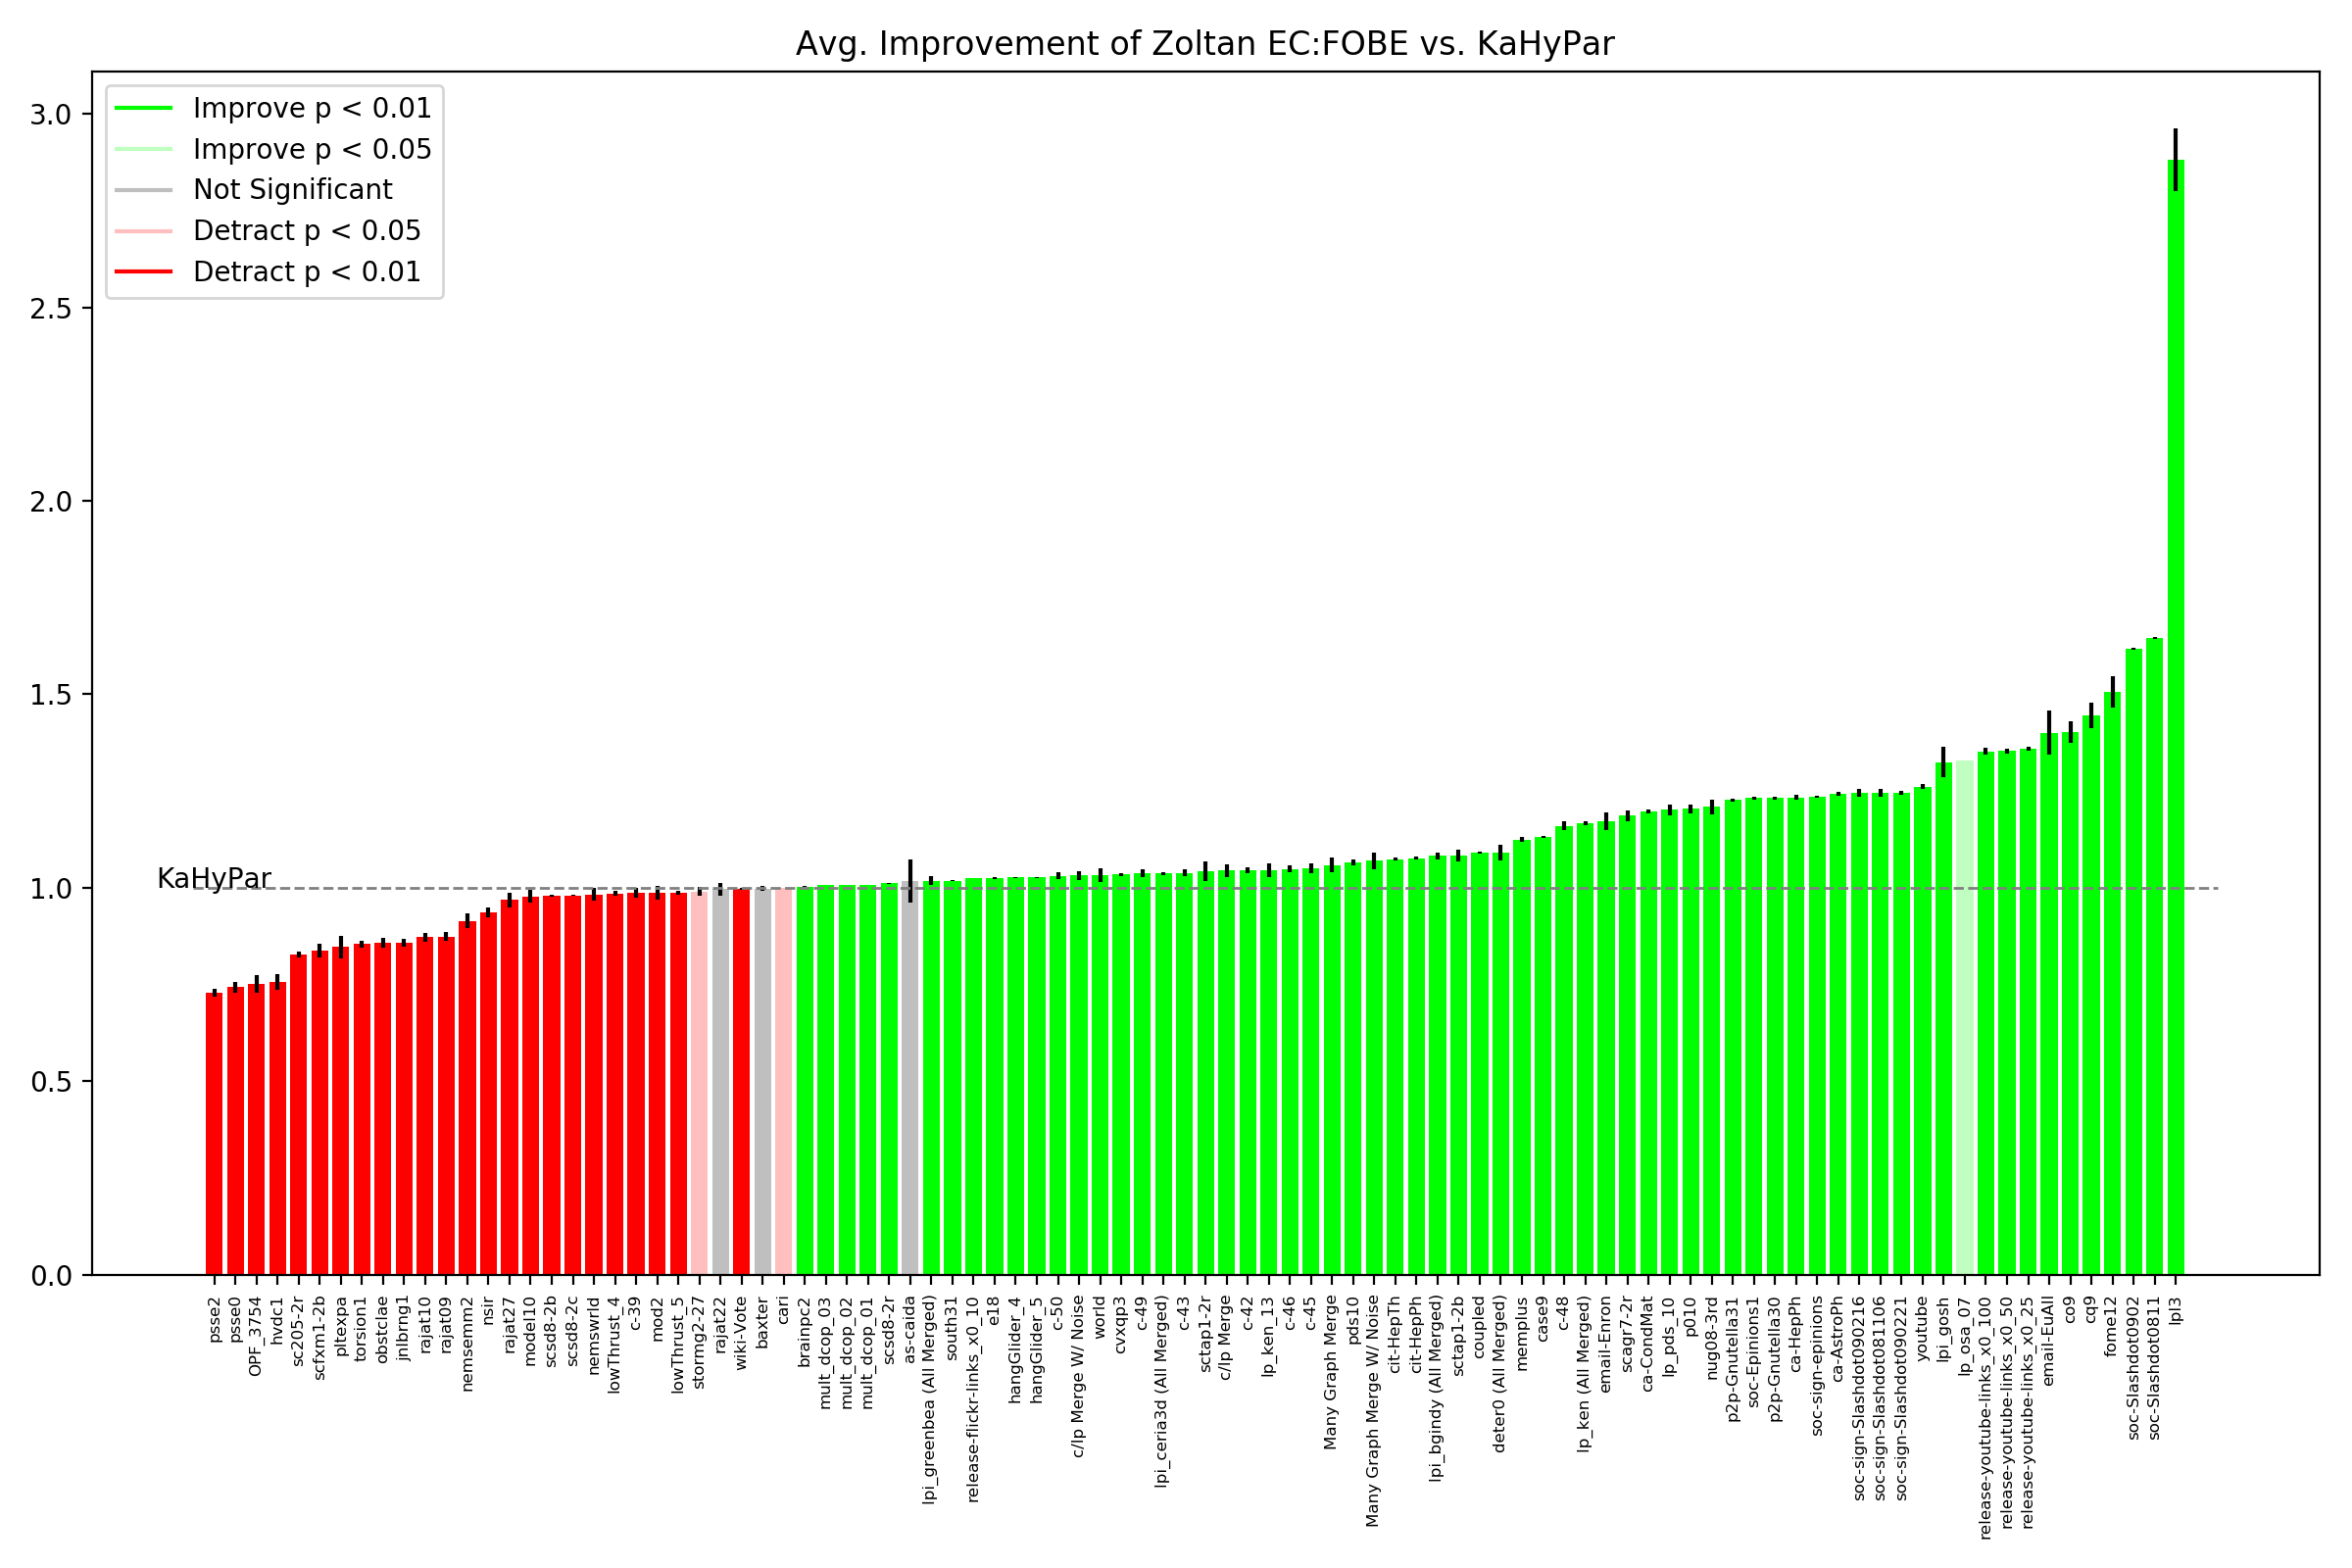 Avg. Improvement of Zoltan EC:FOBE vs. KaHyPar
Improve p < 0.01
Improve p < 0.05
Not Significant
Detract p < 0.05
Detract p < 0.01
3.0
2.5
2.0
1.5
1.0
0.5
0.0
KaHyPar
psse2
psse0
OPF_3754
hvdc1
sc205-2r
scfxm1-2b
pltexpa
torsion1
obstclae
jnlbrng1
rajat10
rajat09
nemsemm2
nsir
rajat27
model10
scsd8-2b
scsd8-2c
nemswrld
lowThrust_4
c-39
mod2
lowThrust_5
stormg2-27
rajat22
wiki-Vote
baxter
cari
brainpc2
mult_dcop_03
mult_dcop_02
mult_dcop_01
scsd8-2r
as-caida
lpi_greenbea (All Merged)
south31
release-flickr-links_x0_10
e18
hangGlider_4
hangGlider_5
c-50
c/lp Merge W/ Noise
world
cvxqp3
c-49
lpi_ceria3d (All Merged)
c-43
sctap1-2r
c/lp Merge
c-42
lp_ken_13
c-46
c-45
Many Graph Merge
pds10
Many Graph Merge W/ Noise
cit-HepTh
cit-HepPh
lpi_bgindy (All Merged)
sctap1-2b
coupled
deter0 (All Merged)
memplus
case9
c-48
lp_ken (All Merged)
email-Enron
scagr7-2r
ca-CondMat
lp_pds_10
p010
nug08-3rd
p2p-Gnutella31
soc-Epinions1
p2p-Gnutella30
ca-HepPh
soc-sign-epinions
ca-AstroPh
soc-sign-Slashdot090216
soc-sign-Slashdot081106
soc-sign-Slashdot090221
youtube
lpi_gosh
lp_osa_07
release-youtube-links_x0_100
release-youtube-links_x0_50
release-youtube-links_x0_25
email-EuAll
co9
cq9
fome12
soc-Slashdot0902
soc-Slashdot0811
lpl3